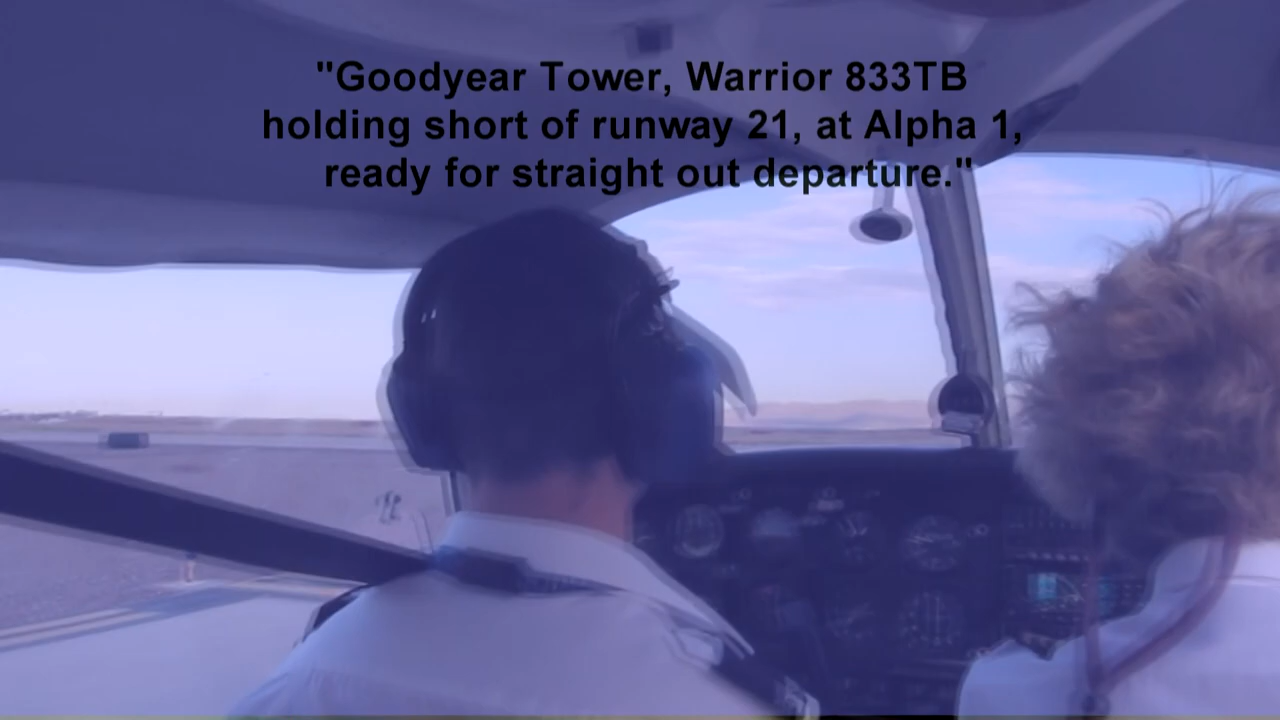 "Goodyear Tower, Warrior 833TB
holding short of runway 21, at Alpha 1,
ready for straight out departure."